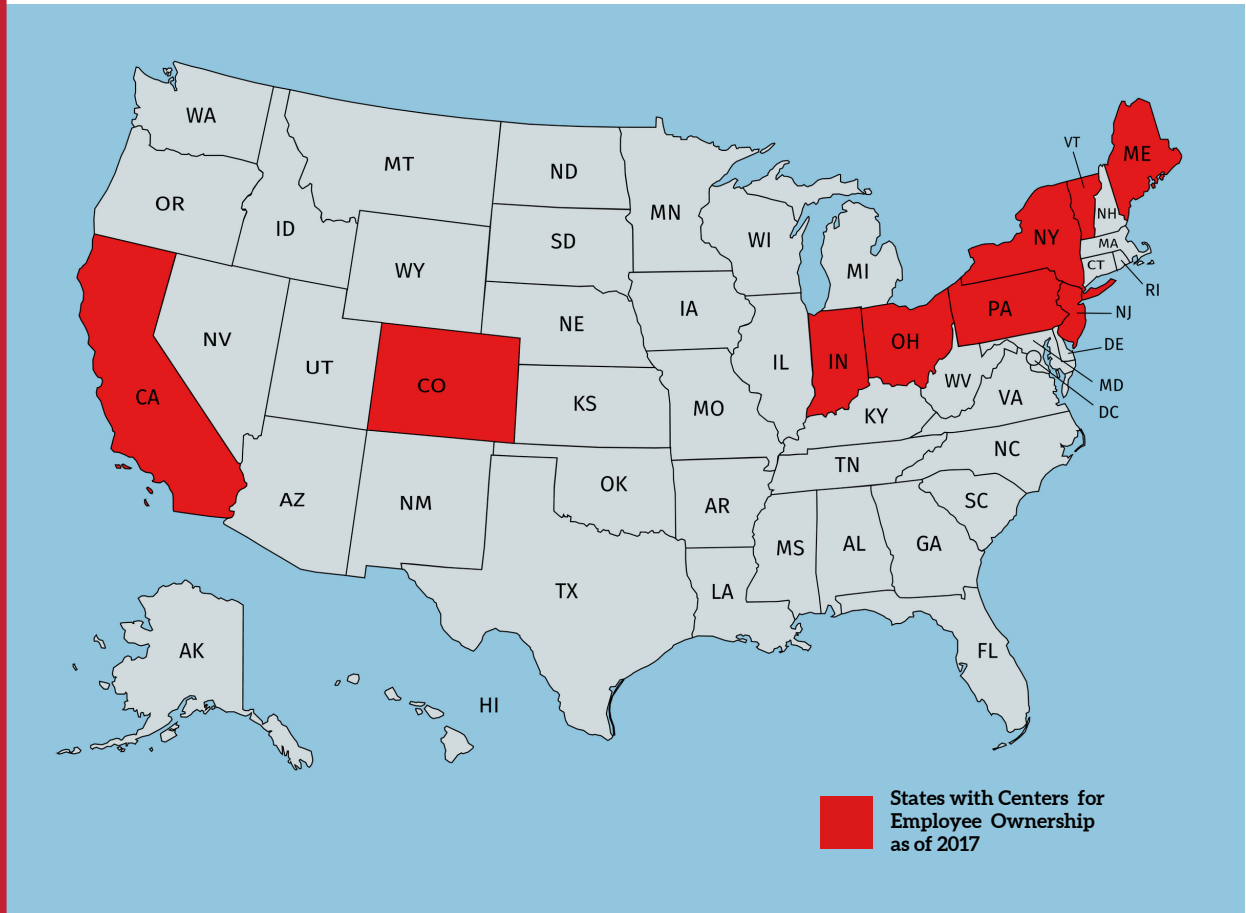 WA
MT
ND
MN
VT
ME
OR
ID
SD
WI
NY
NH
WY
MI
MA
CT
RI
IA
NE
PA
NJ
NV
UT
CO
IL
IN
OH
DE
CA
KS
MO
WV
VA
MD
KY
DC
NC
TN
AZ
NM
OK
AR
SC
MS
AL
GA
TX
LA
AK
FL
HI
States with Centers for
Employee Ownership
as of 2017